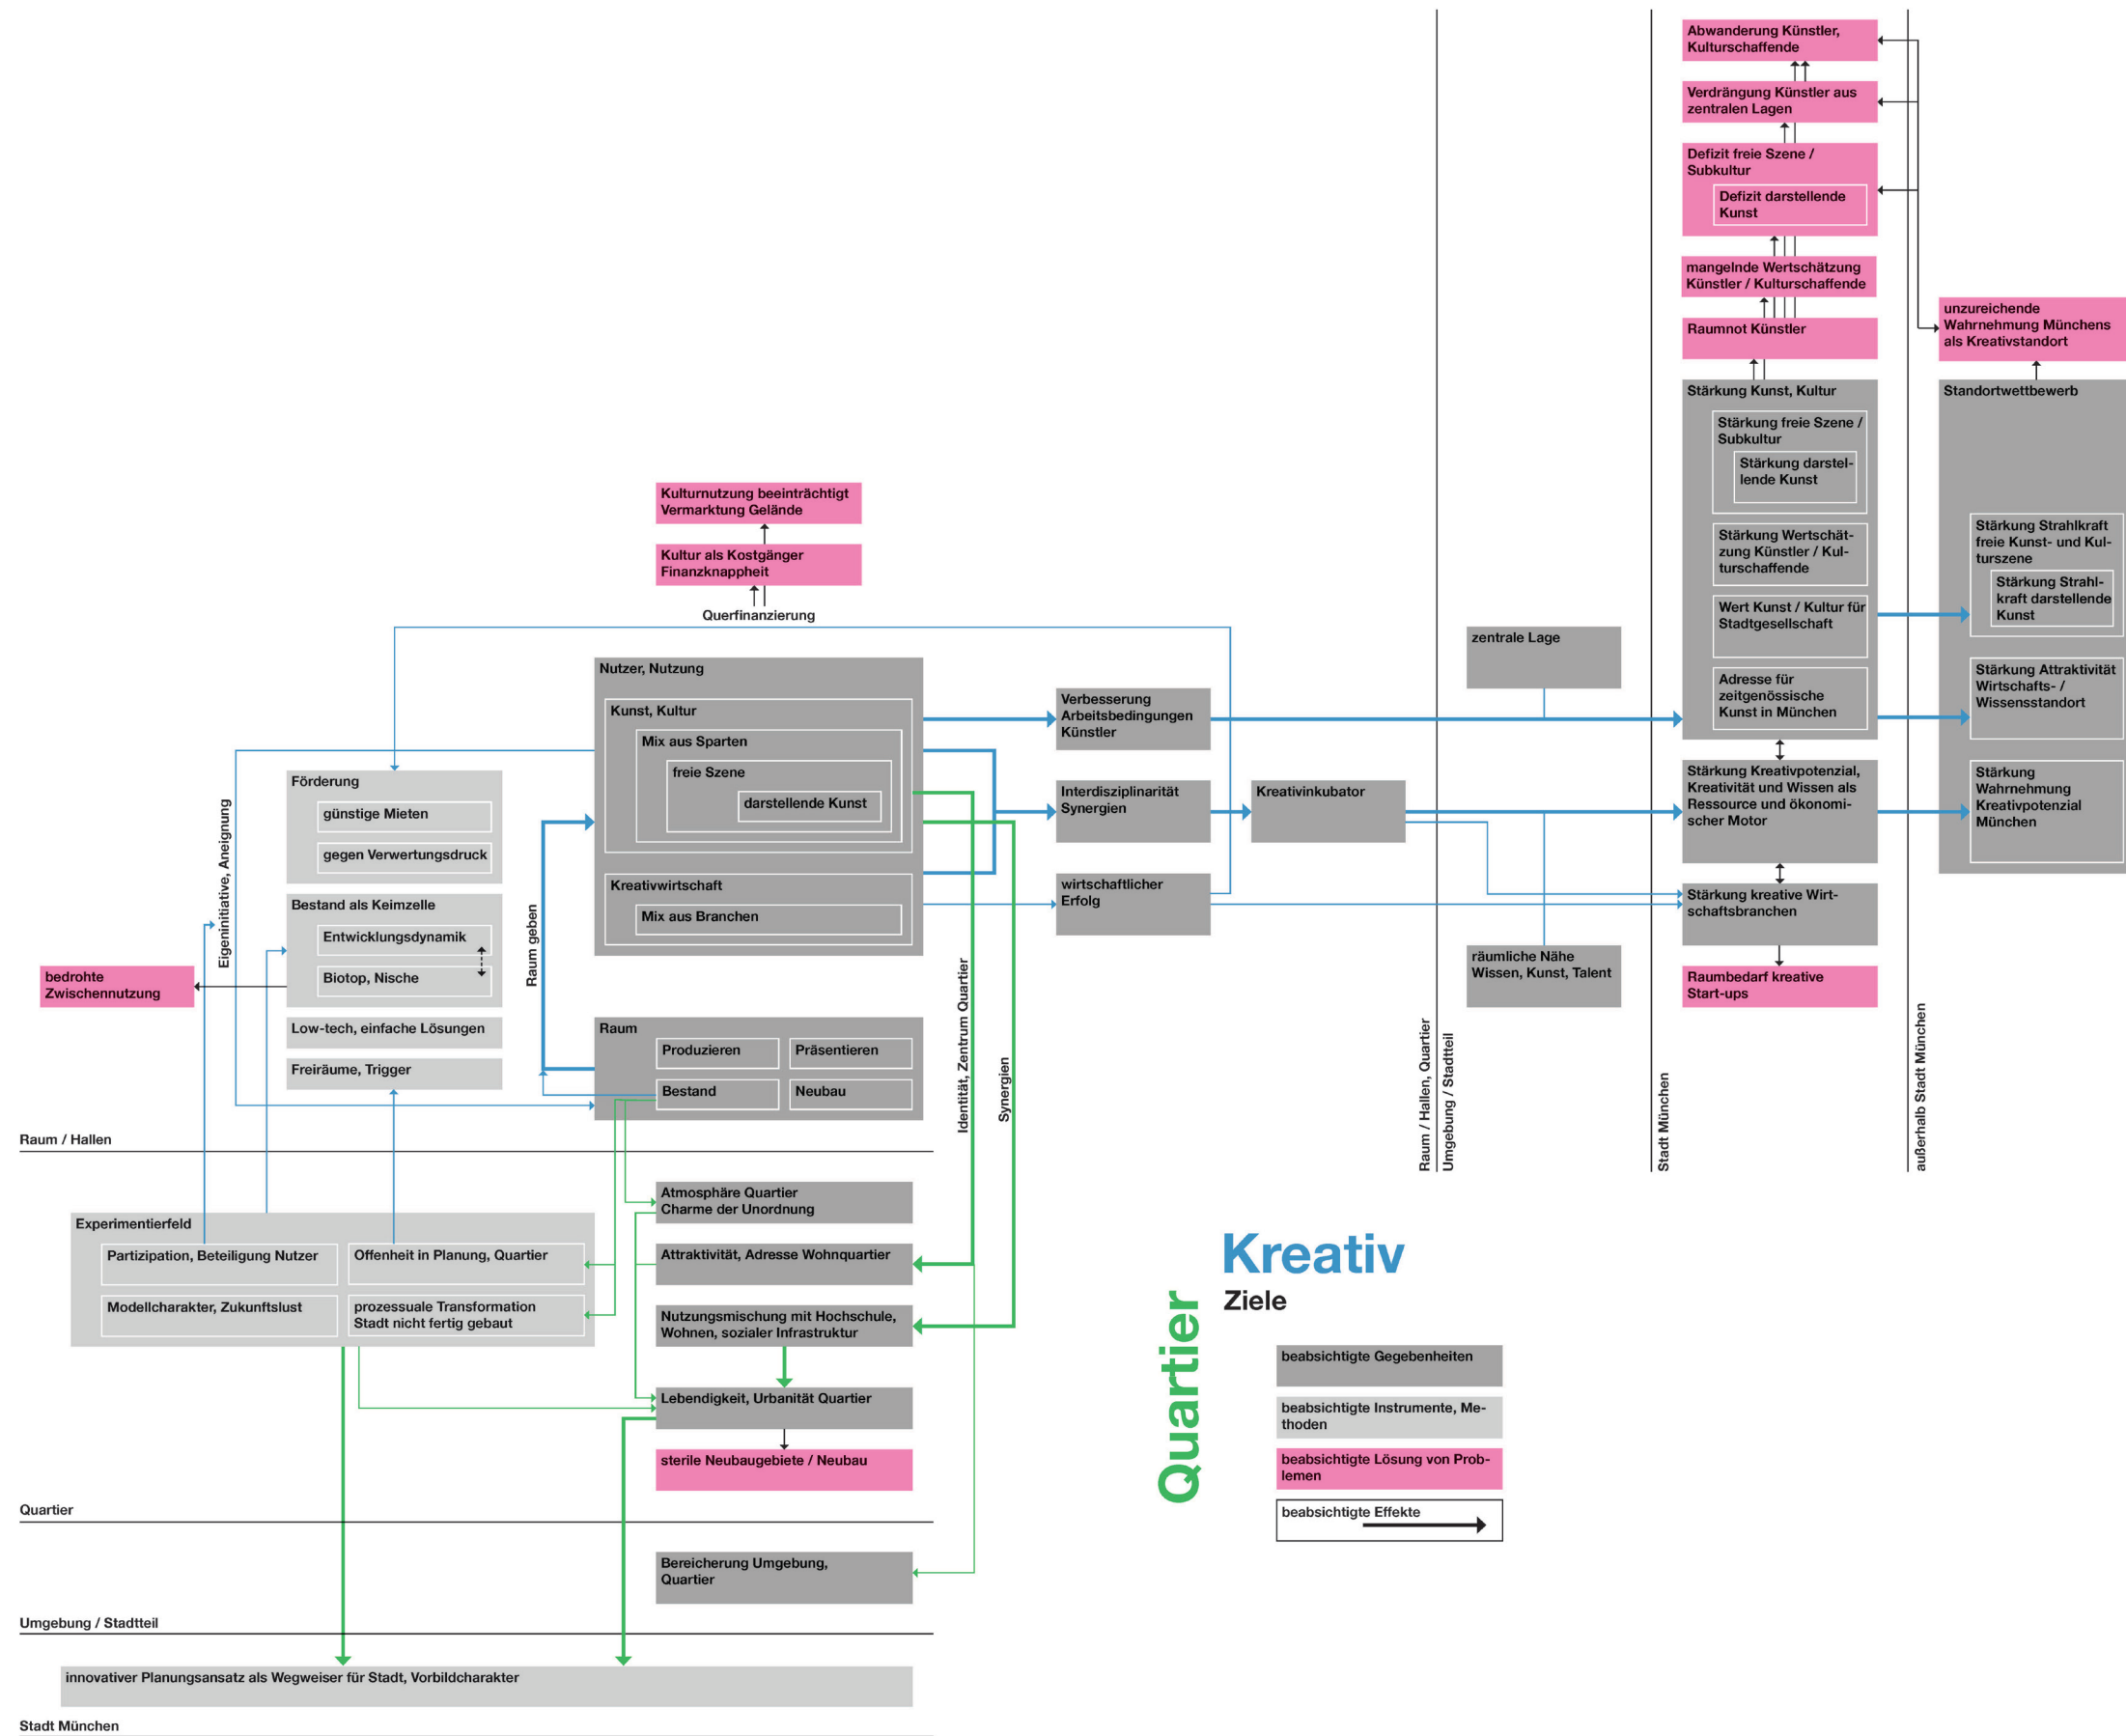 Abwanderung Künstler,
Kulturschaffende
Verdrängung Künstler aus
zentralen Lagen
Defizit freie Szene /
Subkultur
Defizit darstellende
Kunst
mangelnde Wertschätzung
Künstler / Kulturschaffende
Raumnot Künstler
unzureichende
Wahrnehmung Münchens
als Kreativstandort
Stärkung Kunst, Kultur
Stärkung freie Szene /
Subkultur
Stärkung darstel-
lende Kunst
Stärkung Wertschät-
zung Künstler / Kul-
turschaffende
Wert Kunst / Kultur für
Stadtgesellschaft
Adresse für
zeitgenössische
Kunst in München
Standortwettbewerb
Stärkung Strahlkraft
freie Kunst- und Kul-
turszene
Stärkung Strahl-
kraft darstellende
Kunst
Stärkung Attraktivität
Wirtschafts- /
Wissensstandort
Stärkung
Wahrnehmung
Kreativpotenzial
München
Stärkung Kreativpotenzial,
Kreativität und Wissen als
Ressource und ökonomi-
scher Motor
Stärkung kreative Wirt-
schaftsbranchen
Raumbedarf kreative
Start-ups
Kulturnutzung beeinträchtigt
Vermarktung Gelände
Kultur als Kostgänger
Finanzknappheit
Querfinanzierung
Nutzer, Nutzung
Kunst, Kultur
Mix aus Sparten
freie Szene
darstellende Kunst
Kreativwirtschaft
Mix aus Branchen
Verbesserung
Arbeitsbedingungen
Künstler
Interdisziplinarität
Synergien
wirtschaftlicher
Erfolg
Kreativinkubator
zentrale Lage
räumliche Nähe
Wissen, Kunst, Talent
Förderung
günstige Mieten
gegen Verwertungsdruck
Bestand als Keimzelle
Entwicklungsdynamik
Biotop, Nische
Low-tech, einfache Lösungen
Freiräume, Trigger
Eigeninitiative, Aneignung
bedrohte
Zwischennutzung
Raum geben
Raum
Produzieren
Präsentieren
Bestand
Neubau
Identität, Zentrum Quartier
Synergien
Raum / Hallen, Quartier
Umgebung / Stadtteil
Stadt München
außerhalb Stadt München
Raum / Hallen
Experimentierfeld
Partizipation, Beteiligung Nutzer
Offenheit in Planung, Quartier
Modellcharakter, Zukunftslust
prozessuale Transformation
Stadt nicht fertig gebaut
Atmosphäre Quartier
Charme der Unordnung
Attraktivität, Adresse Wohnquartier
Nutzungsmischung mit Hochschule,
Wohnen, sozialer Infrastruktur
Lebendigkeit, Urbanität Quartier
sterile Neubaugebiete / Neubau
Quartier
Bereicherung Umgebung,
Quartier
Umgebung / Stadtteil
innovativer Planungsansatz als Wegweiser für Stadt, Vorbildcharakter
Stadt München
Kreativ
Quartier
Ziele
beabsichtigte Gegebenheiten
beabsichtigte Instrumente, Me-
thoden
beabsichtigte Lösung von Prob-
lemen
beabsichtigte Effekte